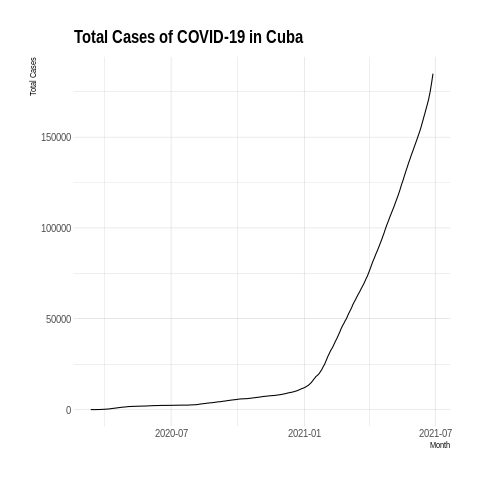 Total Cases of COVID-19 in Cuba
Total Cases
150000
100000
50000
0
2020-07
2021-01
2021-07
Month